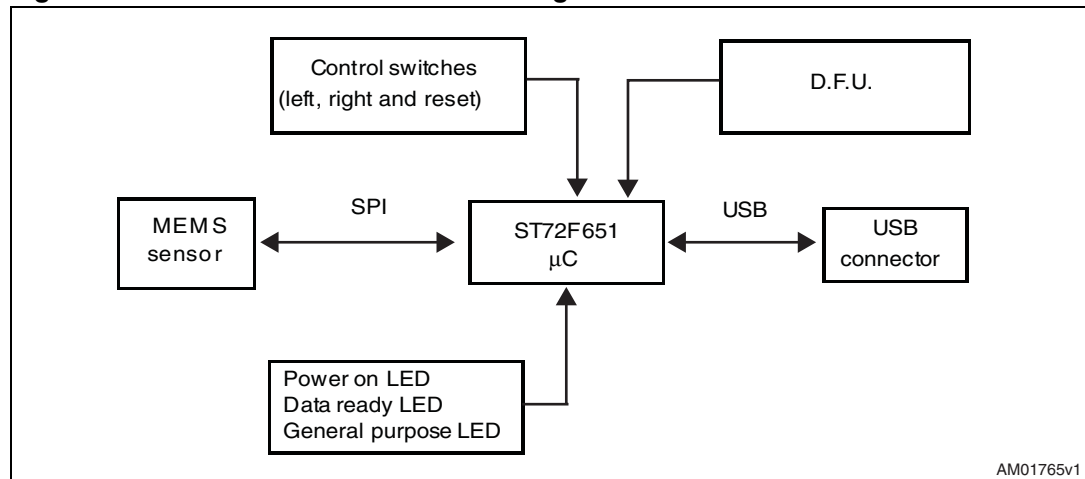 Control switches
(left, right and reset)
D.F.U.
SPI
USB
MEMS
sensor
ST72F651
μC
USB
connector
Power on LED
Data ready LED
General purpose LED
AM01765v1